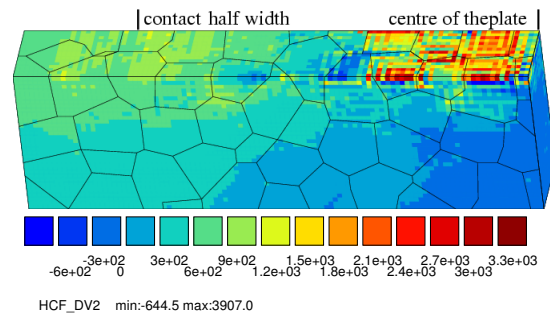 contact half width centre of theplate
-3e+02 3e+02 9e+02 1.5e+03 2.1e+03 2.7e+03 3.3e+03
-6e+02 0 6e+02 1.2e+03 1.8e+03 2.4e+03 3e+03
HCF_DV2 min:-644.5 max:3907.0